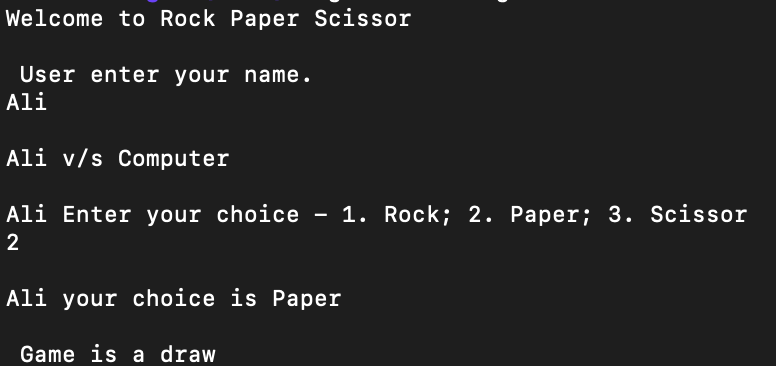 Welcome to Rock Paper Scissor
User enter your name.
Ali
Ali v/s Computer
Ali Enter your choice – 1. Rock; 2. Paper; 3. Scissor
2
Ali your choice is Paper
Game is a draw